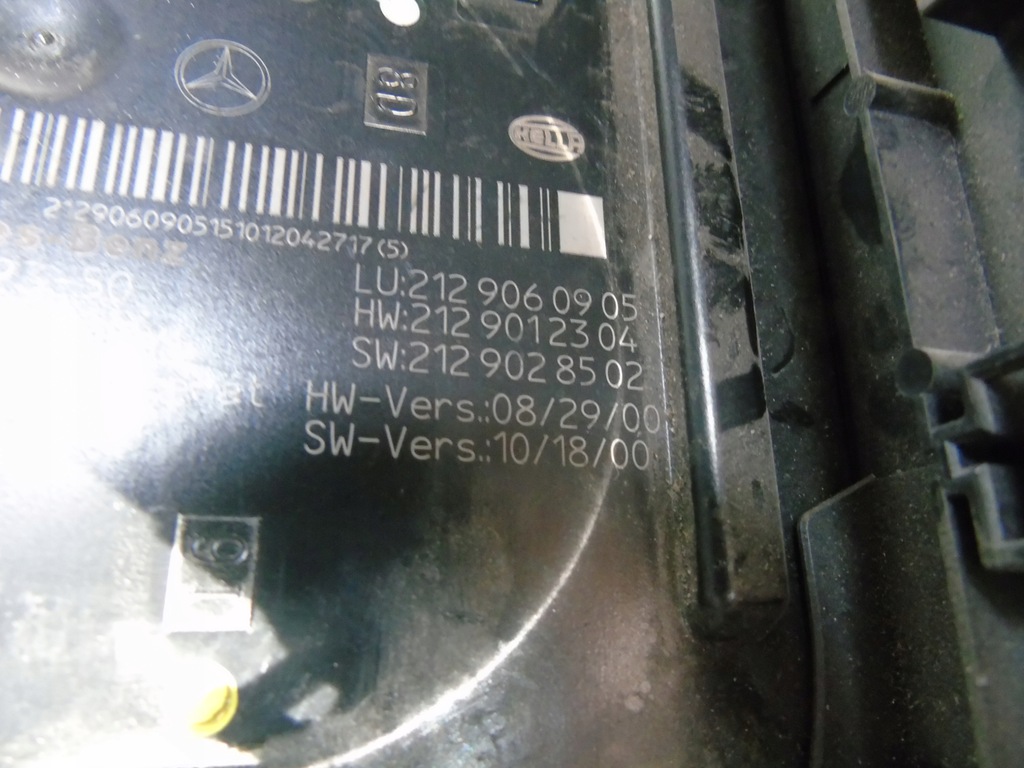 HELLA
2129060905151012042717(5)
LU:212 906 09 05
HW:212 901 23 04
SW:212 902 85 02
HW-Vers.:08/29/00
SW-Vers.:10/18/00